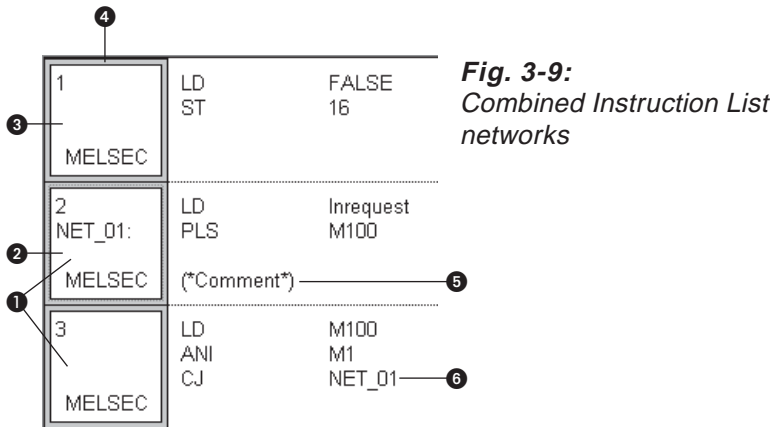 4
1 LD FALSE
ST 16
3
MELSEC
Fig. 3-9:
Combined Instruction List
networks
2 LD Inrequest
NET_01: PLS M100
2
MELSEC (*Comment*) 5
1
3 LD M100
ANI M1
CJ NET_01 6
MELSEC